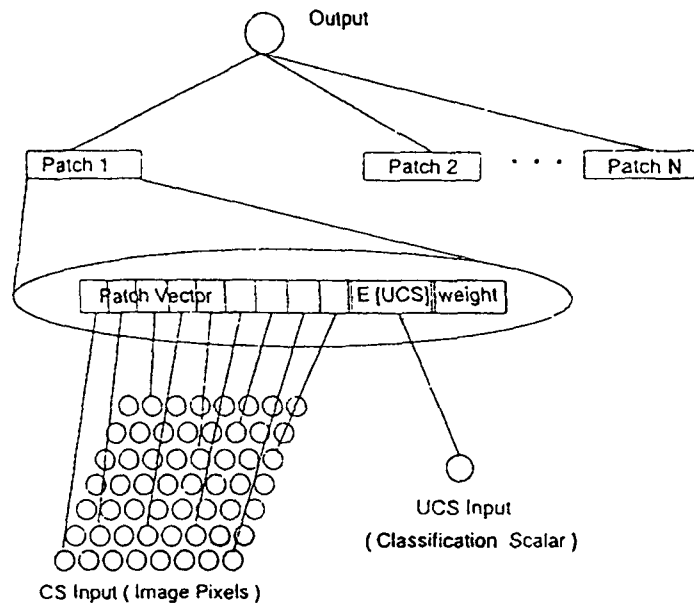 Output
Patch 1
Patch 2
. . .
Patch N
Patch Vector
E {UCS}
weight
UCS Input
( Classification Scalar )
CS Input ( Image Pixels )